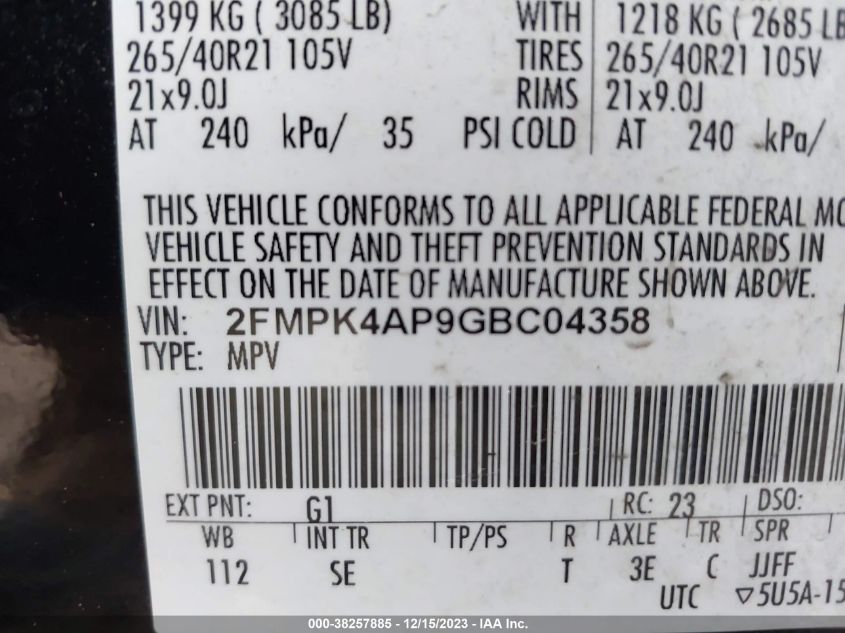 1399 KG ( 3085 LB) WITH 1218 KG ( 2685 LB
265/40R21 105V TIRES 265/40R21 105V
21x9.0J RIMS 21x9.0J
AT 240 kPa/ 35 PSI COLD AT 240 kPa/
THIS VEHICLE CONFORMS TO ALL APPLICABLE FEDERAL MO
VEHICLE SAFETY AND THEFT PREVENTION STANDARDS IN
EFFECT ON THE DATE OF MANUFACTURE SHOWN ABOVE.
VIN: 2FMPK4AP9GBC04358
TYPE: MPV
EXT PNT: G1 RC: 23 DSO:
WB INT TR TP/PS R AXLE TR SPR
112 SE T 3E C JJFF
UTC ▽5U5A-15
000-38257885 - 12/15/2023 - IAA Inc.